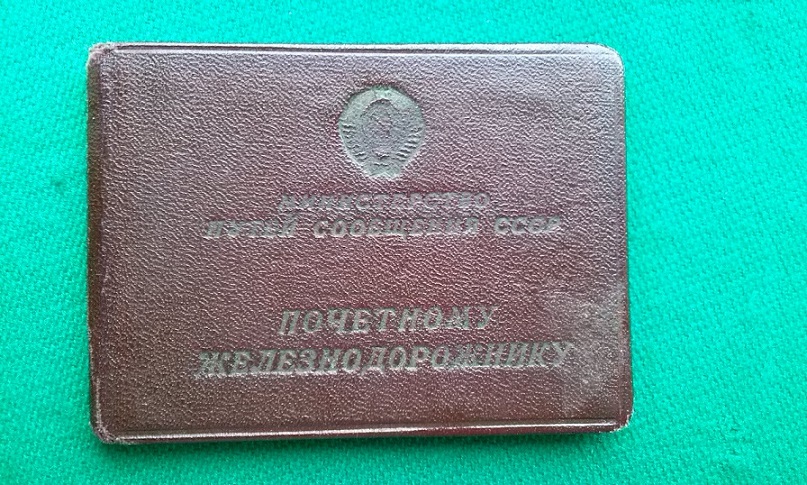 МИНИСТЕРСТВО
ПУТЕЙ СООБЩЕНИЯ СССР
ПОЧЕТНОМУ
ЖЕЛЕЗНОДОРОЖНИКУ